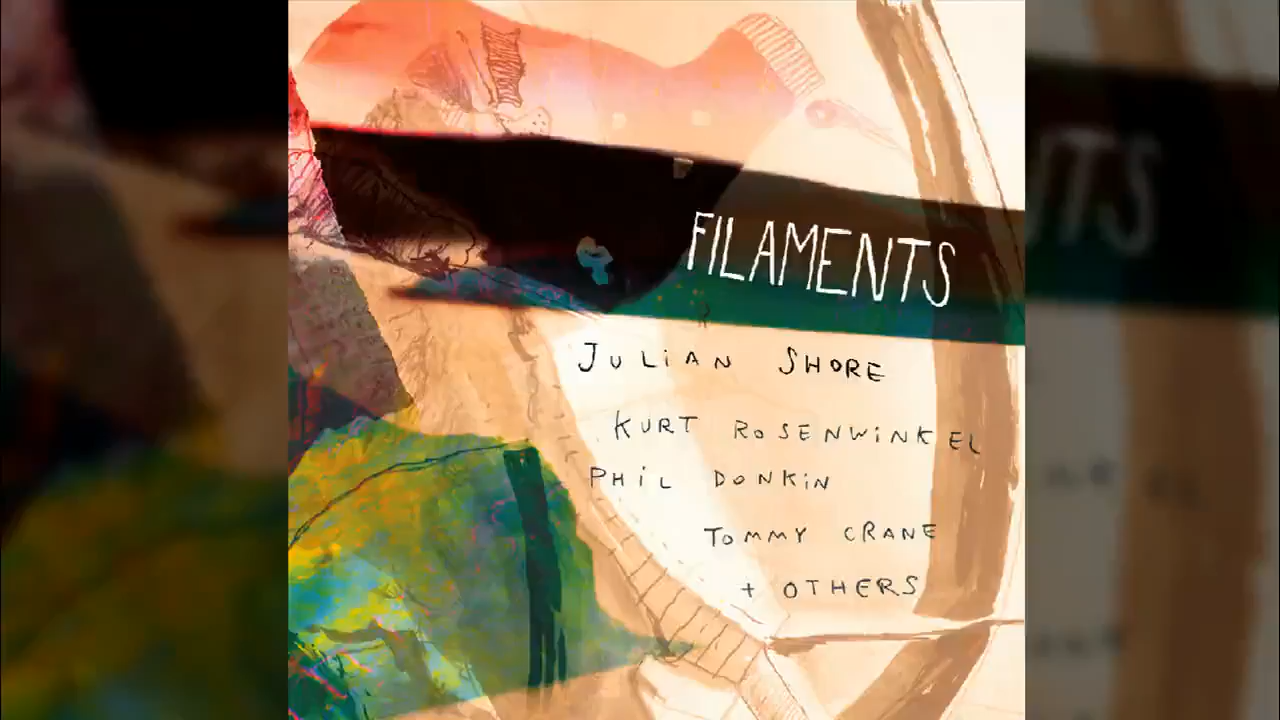 FILAMENTS
JULiAN SHORE
KURT ROSENWiNKEL
PHiL DONKiN
TOMMY CRANE
+ OTHERS